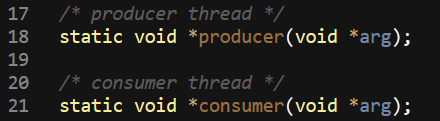 17 /* producer thread */
18 static void *producer(void *arg);
19
20 /* consumer thread */
21 static void *consumer(void *arg);